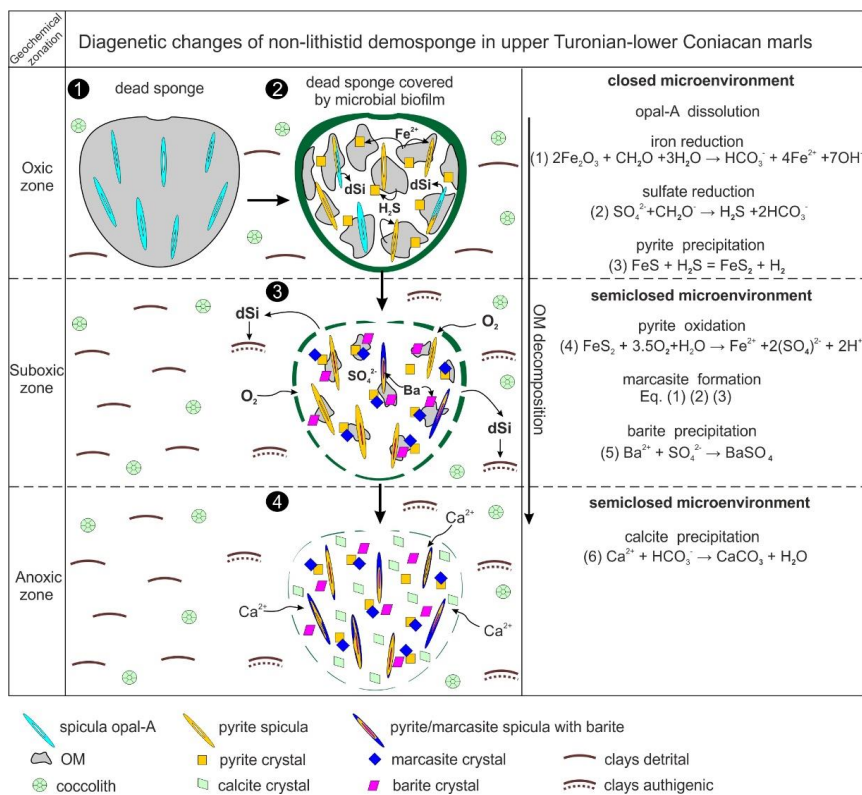 Geochemical
zonation
Diagenetic changes of non-lithistid demosponge in upper Turonian-lower Coniacan marls
Oxic
zone
1
dead sponge
2
dead sponge covered
by microbial biofilm
Fe²⁺
dSi
dSi
H₂S
closed microenvironment
opal-A dissolution
iron reduction
(1) 2Fe₂O₃ + CH₂O +3H₂O → HCO₃⁻ + 4Fe²⁺ +7OH⁻
sulfate reduction
(2) SO₄²⁻+CH₂O⁻ → H₂S +2HCO₃⁻
pyrite precipitation
(3) FeS + H₂S = FeS₂ + H₂
OM decomposition
Suboxic
zone
3
dSi
O₂
SO₄²⁻
Ba
O₂
dSi
semiclosed microenvironment
pyrite oxidation
(4) FeS₂ + 3.5O₂+H₂O → Fe²⁺ +2(SO₄)²⁻ + 2H⁺
marcasite formation
Eq. (1) (2) (3)
barite precipitation
(5) Ba²⁺ + SO₄²⁻ → BaSO₄
Anoxic
zone
4
Ca²⁺
Ca²⁺
Ca²⁺
semiclosed microenvironment
calcite precipitation
(6) Ca²⁺ + HCO₃⁻ → CaCO₃ + H₂O
spicula opal-A
pyrite spicula
pyrite/marcasite spicula with barite
OM
pyrite crystal
marcasite crystal
clays detrital
coccolith
calcite crystal
barite crystal
clays authigenic